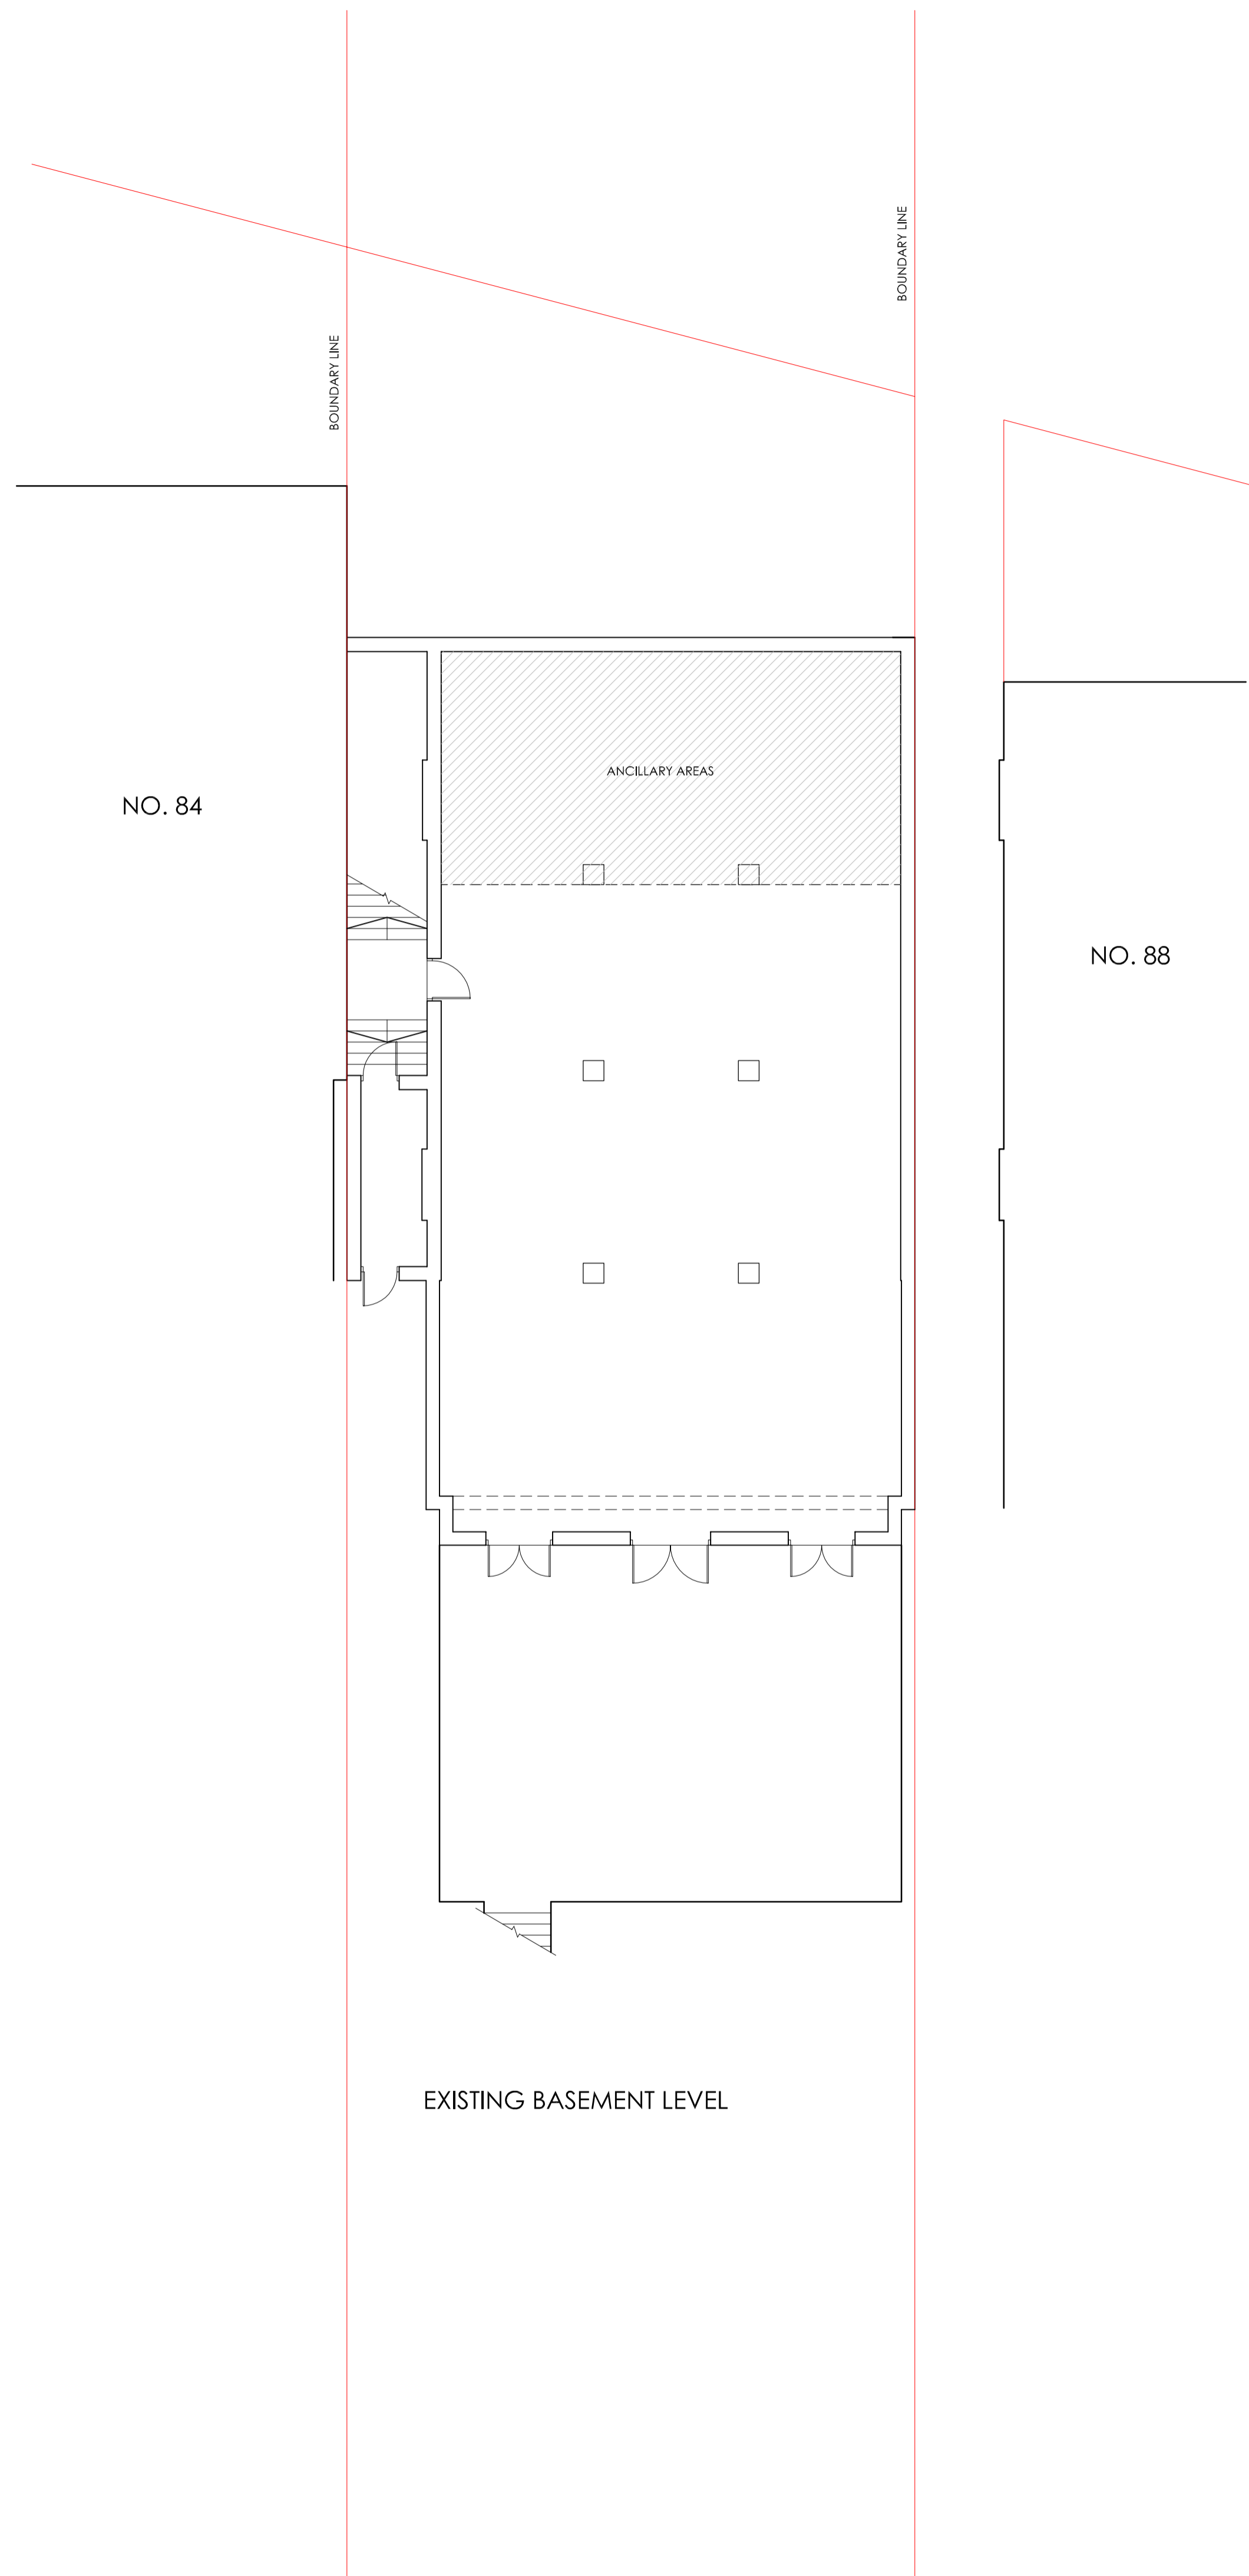 BOUNDARY LINE
BOUNDARY LINE
ANCILLARY AREAS
NO. 84
NO. 88
EXISTING BASEMENT LEVEL